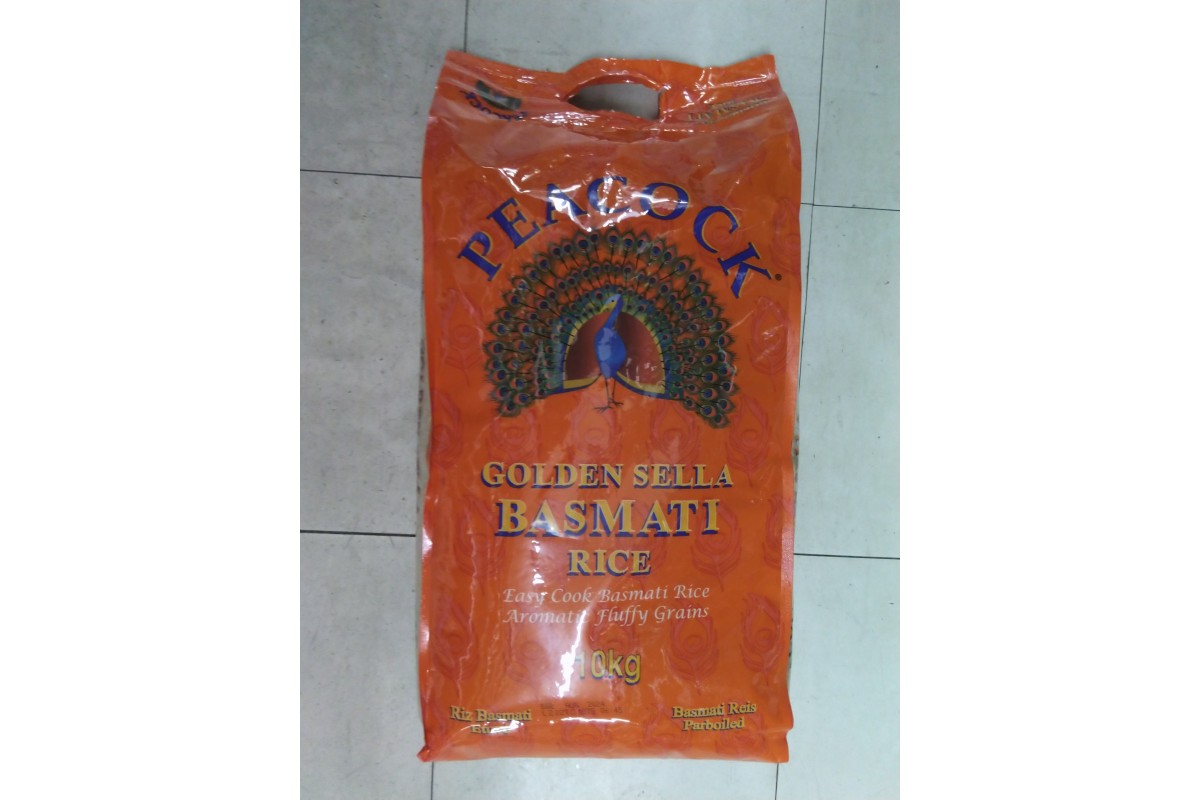 PEACOCK®
GOLDEN SELLA
BASMATI
RICE
Easy Cook Basmati Rice
Aromatic Fluffy Grains
10kg
Riz Basmati
Basmati Reis
Parboiled